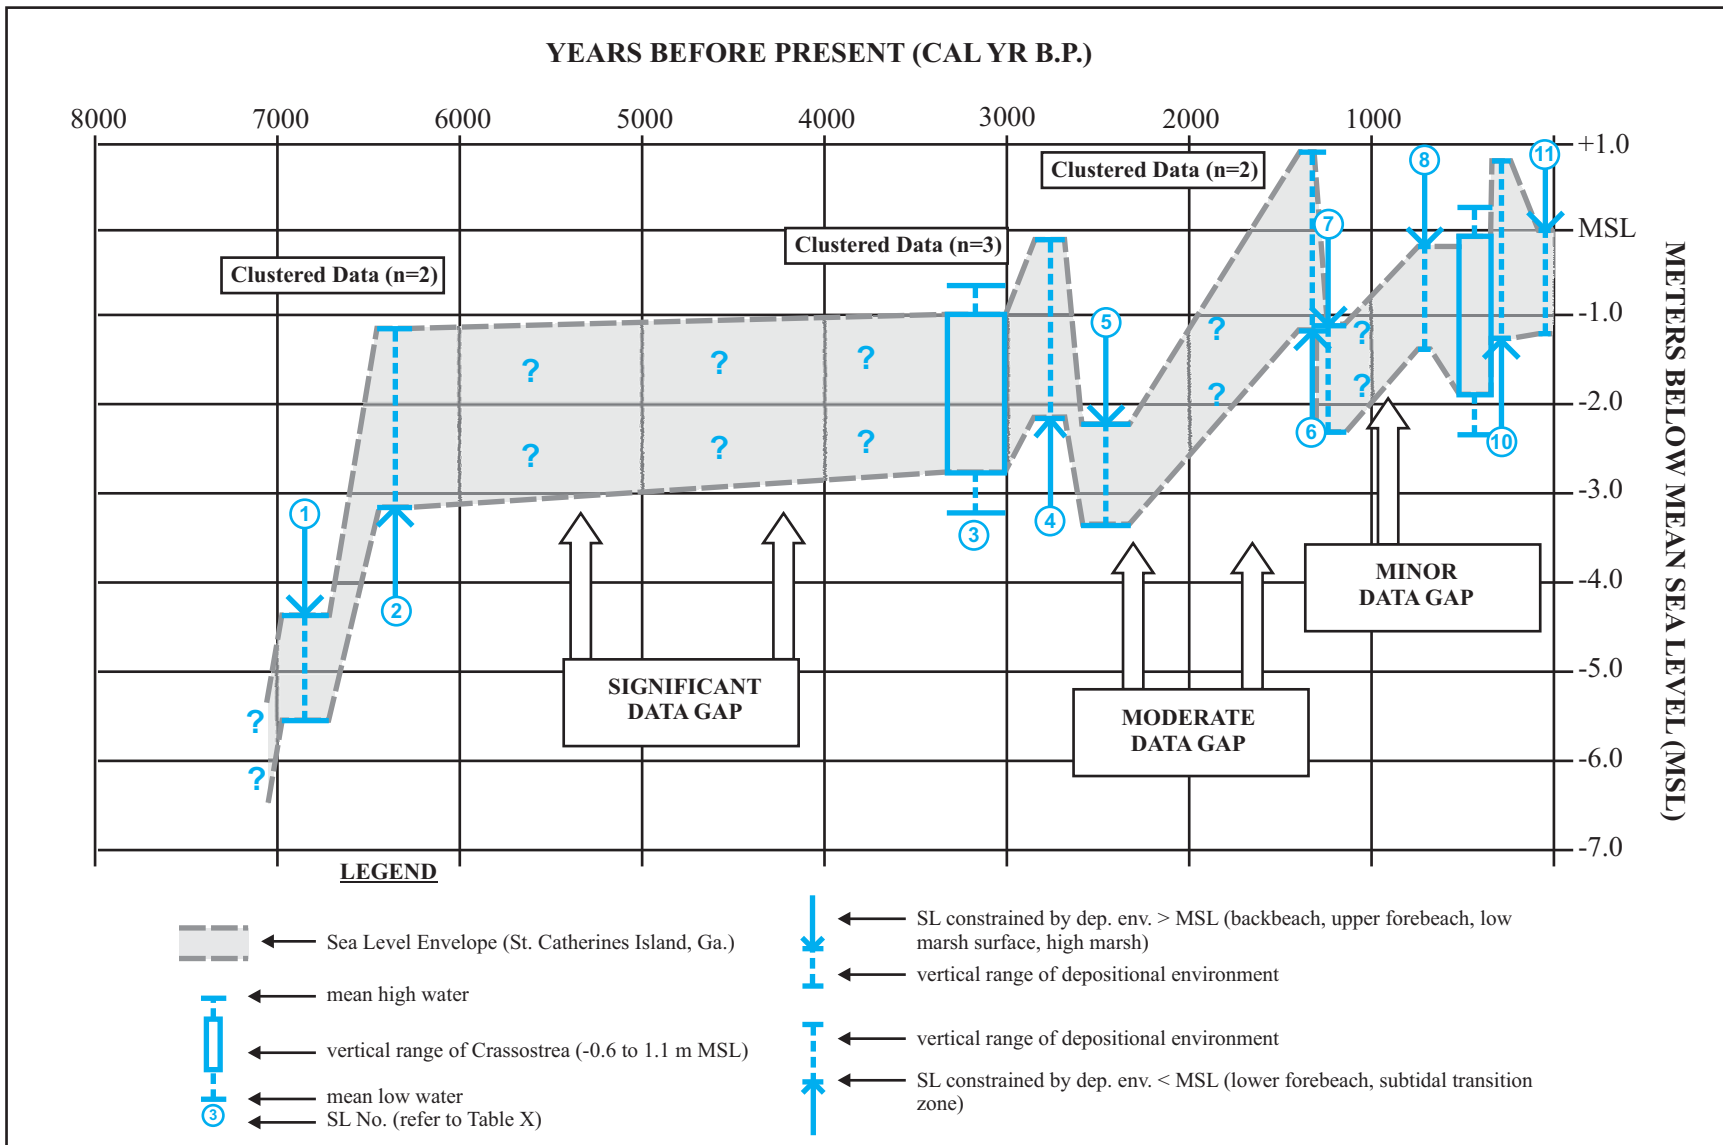 YEARS BEFORE PRESENT (CAL YR B.P.)
8000 7000 6000 5000 4000 3000 2000 1000
+1.0
MSL
-1.0
-2.0
-3.0
-4.0
-5.0
-6.0
-7.0
METERS BELOW MEAN SEA LEVEL (MSL)
Clustered Data (n=2)
Clustered Data (n=3)
Clustered Data (n=2)
1
2
3
4
5
6
7
8
10
11
? ? ? ? ? ?
? ? ? ? ? ?
? ?
SIGNIFICANT
DATA GAP
MODERATE
DATA GAP
MINOR
DATA GAP
LEGEND
Sea Level Envelope (St. Catherines Island, Ga.)
mean high water
vertical range of Crassostrea (-0.6 to 1.1 m MSL)
mean low water
3
SL No. (refer to Table X)
SL constrained by dep. env. > MSL (backbeach, upper forebeach, low
marsh surface, high marsh)
vertical range of depositional environment
vertical range of depositional environment
SL constrained by dep. env. < MSL (lower forebeach, subtidal transition
zone)